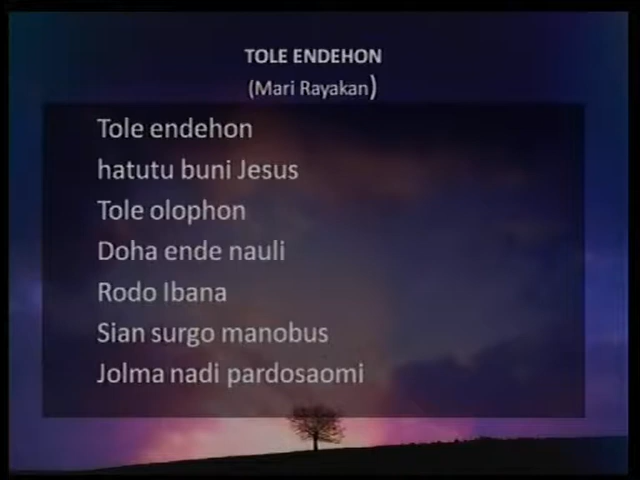 TOLE ENDEHON
(Mari Rayakan)
Tole endehon
hatutu buni Jesus
Tole olophon
Doha ende nauli
Rodo Ibana
Sian surgo manobus
Jolma nadi pardosaomi